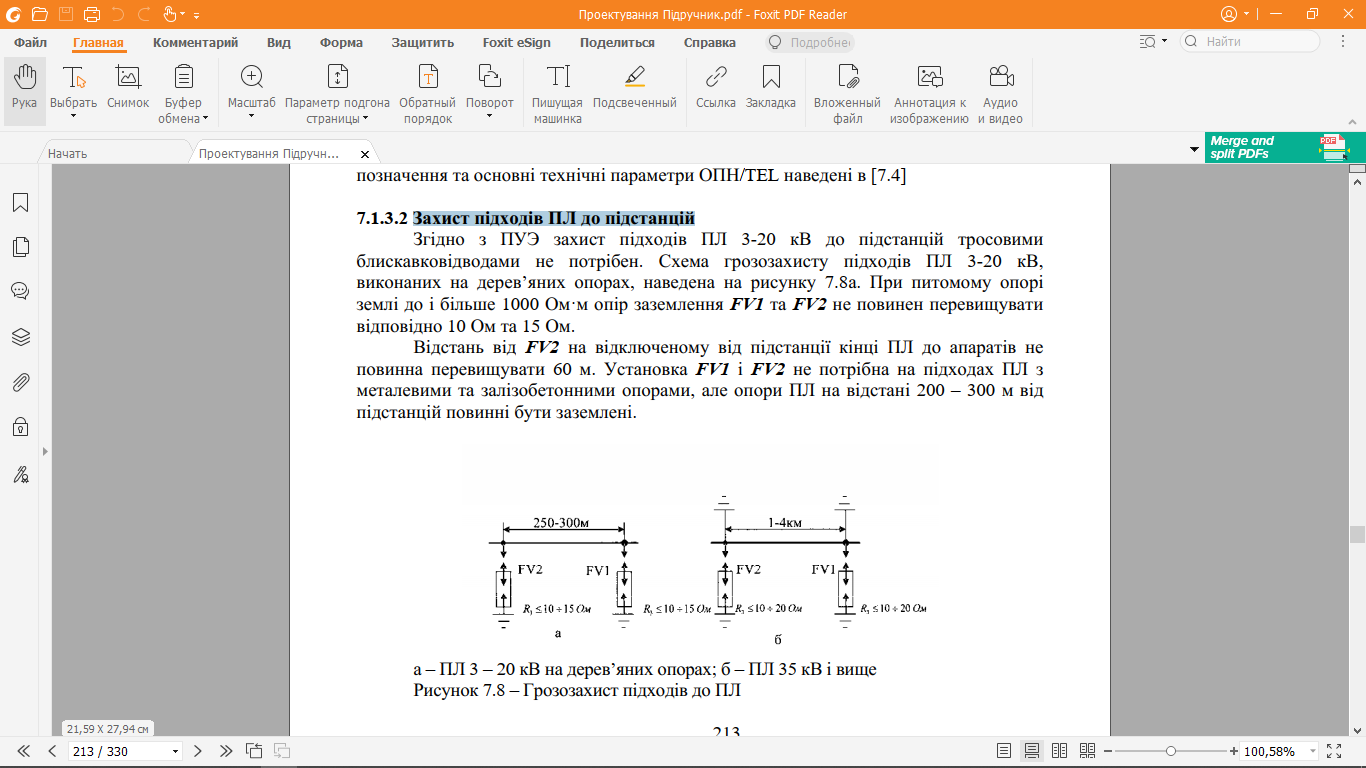 Проектування Підручник.pdf - Foxit PDF Reader
Файл Главная Комментарий Вид Форма Защитить Foxit eSign Поделиться Справка Подробнее Найти
Рука Выбрать Снимок Буфер обмена Масштаб Параметр подгона страницы Обратный порядок Поворот Пишущая машинка Подсвеченный Ссылка Закладка Вложенный файл Аннотация к изображению Аудио и видео
Начать Проектування Підручн... Merge and split PDFs PDF
позначення та основні технічні параметри ОПН/TEL наведені в [7.4]
7.1.3.2 Захист підходів ПЛ до підстанцій
Згідно з ПУЭ захист підходів ПЛ 3-20 кВ до підстанцій тросовими
блискавковідводами не потрібен. Схема грозозахисту підходів ПЛ 3-20 кВ,
виконаних на дерев’яних опорах, наведена на рисунку 7.8а. При питомому опорі
землі до і більше 1000 Ом·м опір заземлення FV1 та FV2 не повинен перевищувати
відповідно 10 Ом та 15 Ом.
Відстань від FV2 на відключеному від підстанції кінці ПЛ до апаратів не
повинна перевищувати 60 м. Установка FV1 і FV2 не потрібна на підходах ПЛ з
металевими та залізобетонними опорами, але опори ПЛ на відстані 200 – 300 м від
підстанцій повинні бути заземлені.
250-300м 1-4км
FV2 FV1 FV2 FV1
R₃ ≤ 10 ÷ 15 Ом R₃ ≤ 10 ÷ 15 Ом R₃ ≤ 10 ÷ 20 Ом R₃ ≤ 10 ÷ 20 Ом
а б
а – ПЛ 3 – 20 кВ на дерев’яних опорах; б – ПЛ 35 кВ і вище
Рисунок 7.8 – Грозозахист підходів до ПЛ
213
21,59 X 27,94 см
213 / 330 100,58%